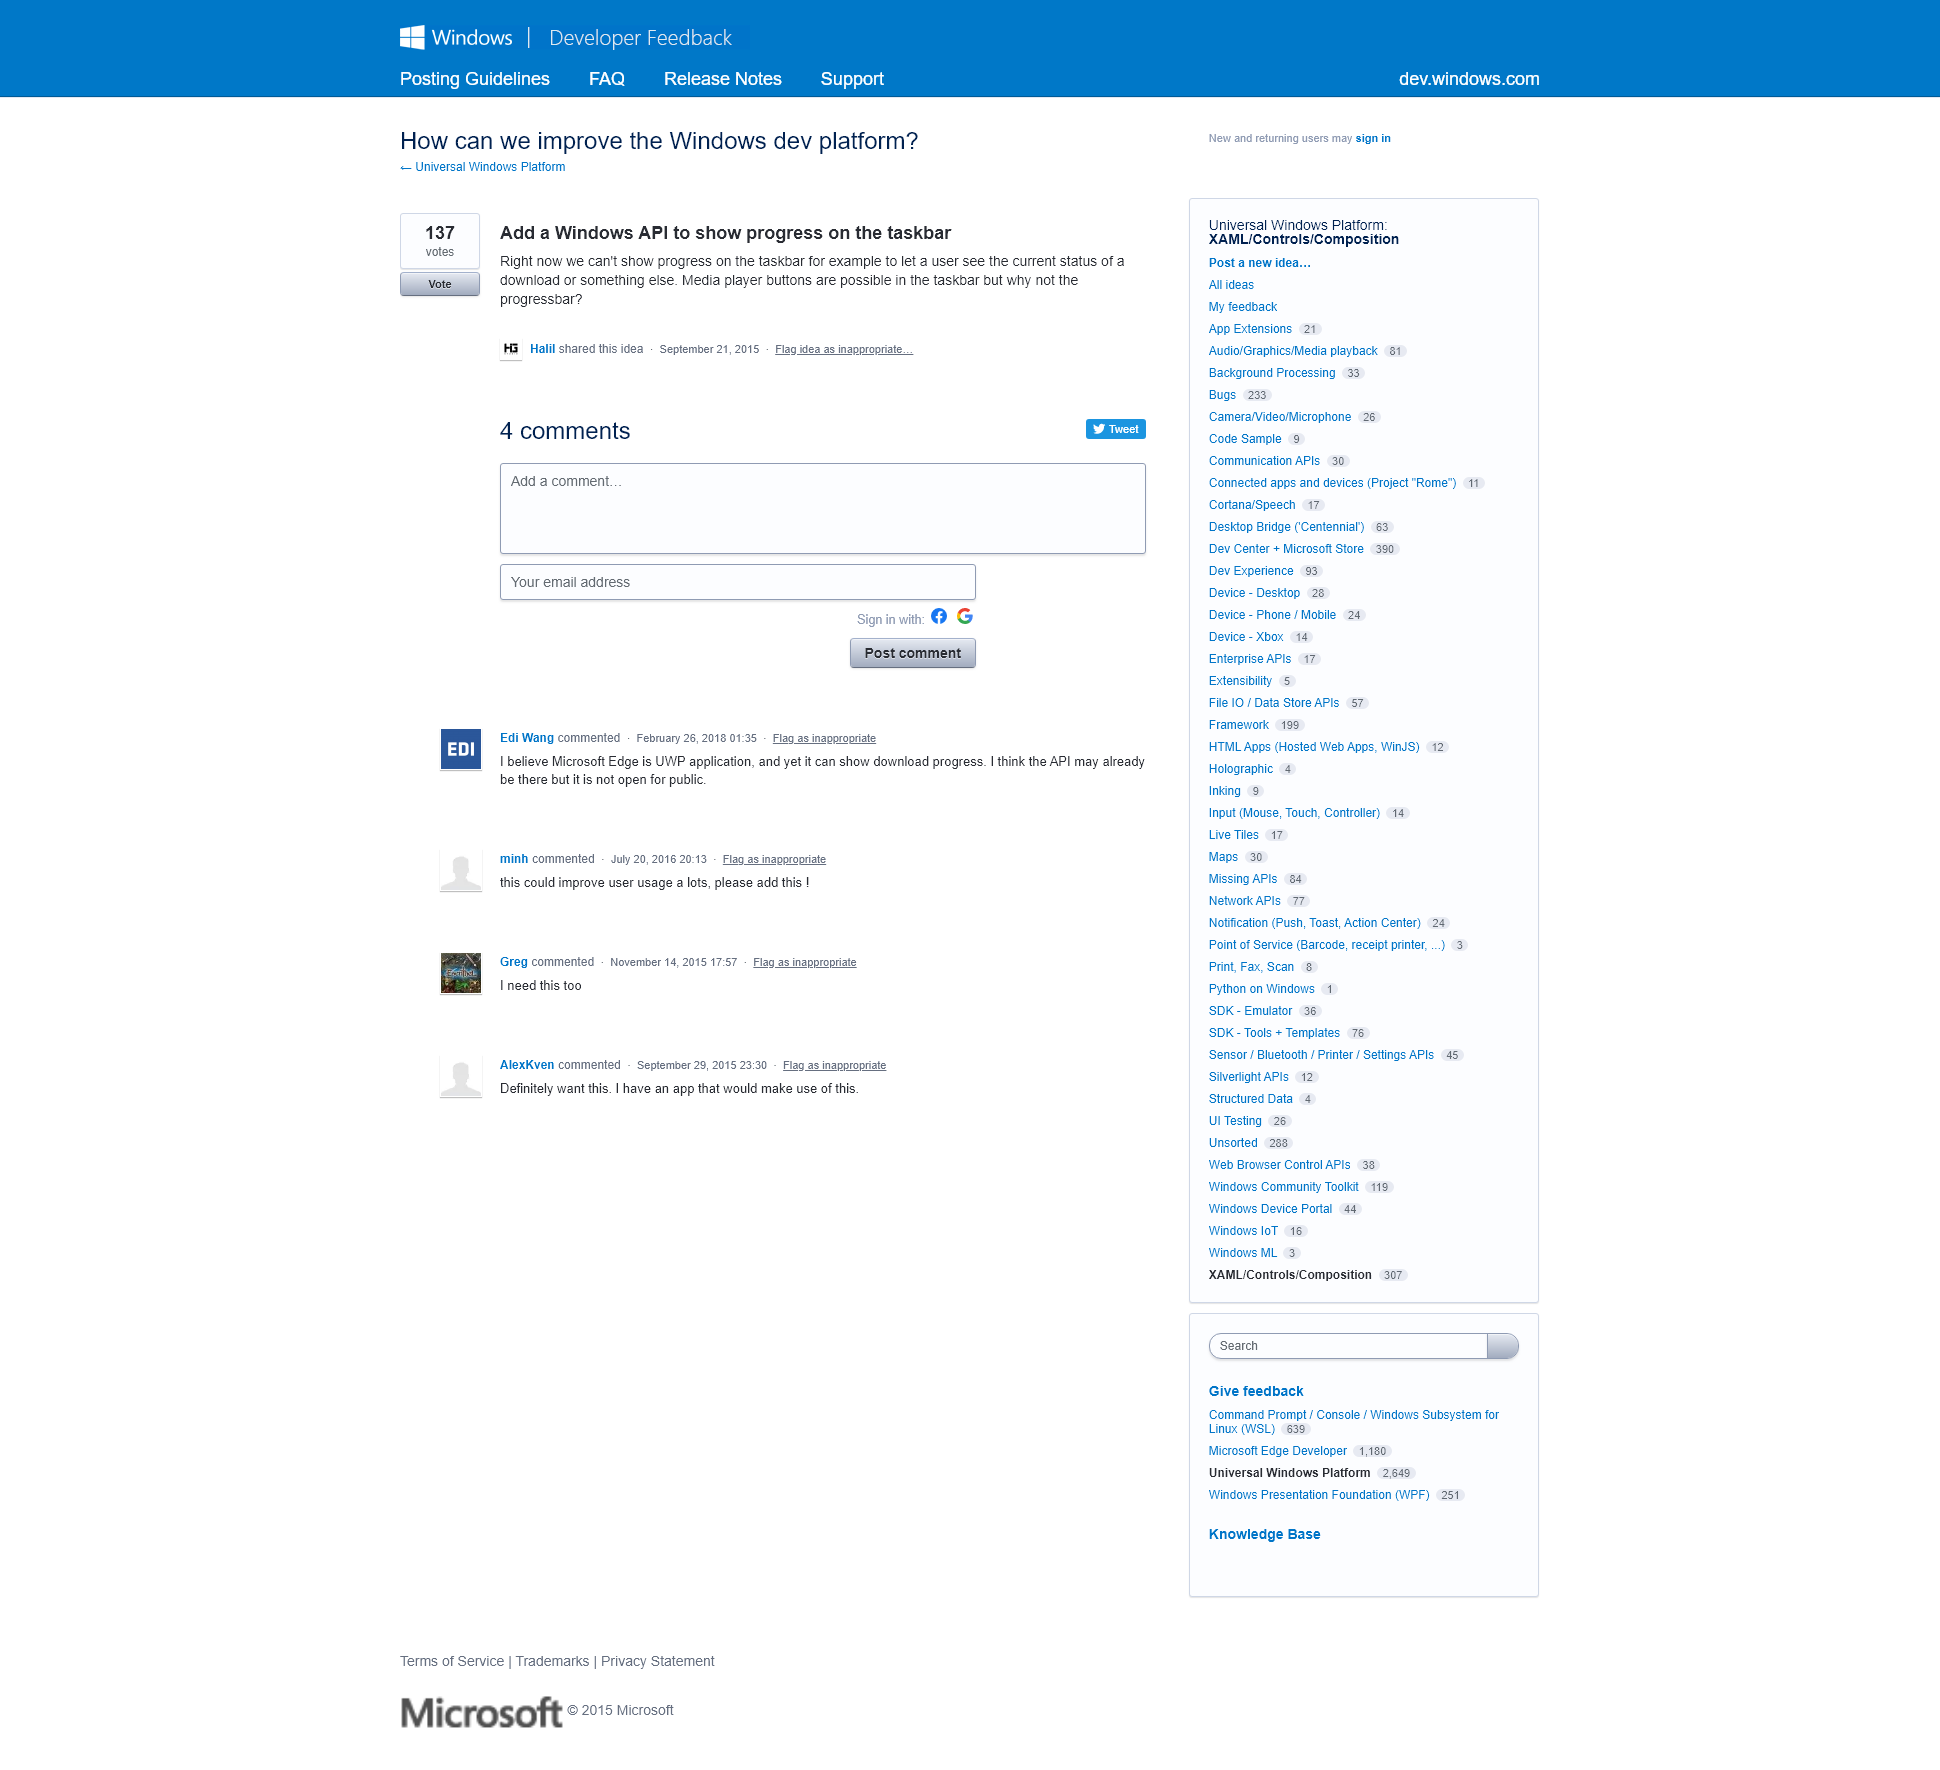 Windows | Developer Feedback
Posting Guidelines FAQ Release Notes Support dev.windows.com
How can we improve the Windows dev platform?
← Universal Windows Platform
New and returning users may sign in
137
votes
Vote
Add a Windows API to show progress on the taskbar
Right now we can't show progress on the taskbar for example to let a user see the current status of a
download or something else. Media player buttons are possible in the taskbar but why not the
progressbar?
HG Halil shared this idea · September 21, 2015 · Flag idea as inappropriate…
4 comments
Tweet
Add a comment…
Your email address
Sign in with:
Post comment
EDI
Edi Wang commented · February 26, 2018 01:35 · Flag as inappropriate
I believe Microsoft Edge is UWP application, and yet it can show download progress. I think the API may already
be there but it is not open for public.
minh commented · July 20, 2016 20:13 · Flag as inappropriate
this could improve user usage a lots, please add this !
Greg commented · November 14, 2015 17:57 · Flag as inappropriate
I need this too
AlexKven commented · September 29, 2015 23:30 · Flag as inappropriate
Definitely want this. I have an app that would make use of this.
Universal Windows Platform:
XAML/Controls/Composition
Post a new idea…
All ideas
My feedback
App Extensions 21
Audio/Graphics/Media playback 81
Background Processing 33
Bugs 233
Camera/Video/Microphone 26
Code Sample 9
Communication APIs 30
Connected apps and devices (Project "Rome") 11
Cortana/Speech 17
Desktop Bridge ('Centennial') 63
Dev Center + Microsoft Store 390
Dev Experience 93
Device - Desktop 28
Device - Phone / Mobile 24
Device - Xbox 14
Enterprise APIs 17
Extensibility 5
File IO / Data Store APIs 57
Framework 199
HTML Apps (Hosted Web Apps, WinJS) 12
Holographic 4
Inking 9
Input (Mouse, Touch, Controller) 14
Live Tiles 17
Maps 30
Missing APIs 84
Network APIs 77
Notification (Push, Toast, Action Center) 24
Point of Service (Barcode, receipt printer, ...) 3
Print, Fax, Scan 8
Python on Windows 1
SDK - Emulator 36
SDK - Tools + Templates 76
Sensor / Bluetooth / Printer / Settings APIs 45
Silverlight APIs 12
Structured Data 4
UI Testing 26
Unsorted 288
Web Browser Control APIs 38
Windows Community Toolkit 119
Windows Device Portal 44
Windows IoT 16
Windows ML 3
XAML/Controls/Composition 307
Search
Give feedback
Command Prompt / Console / Windows Subsystem for
Linux (WSL) 639
Microsoft Edge Developer 1,180
Universal Windows Platform 2,649
Windows Presentation Foundation (WPF) 251
Knowledge Base
Terms of Service | Trademarks | Privacy Statement
Microsoft © 2015 Microsoft